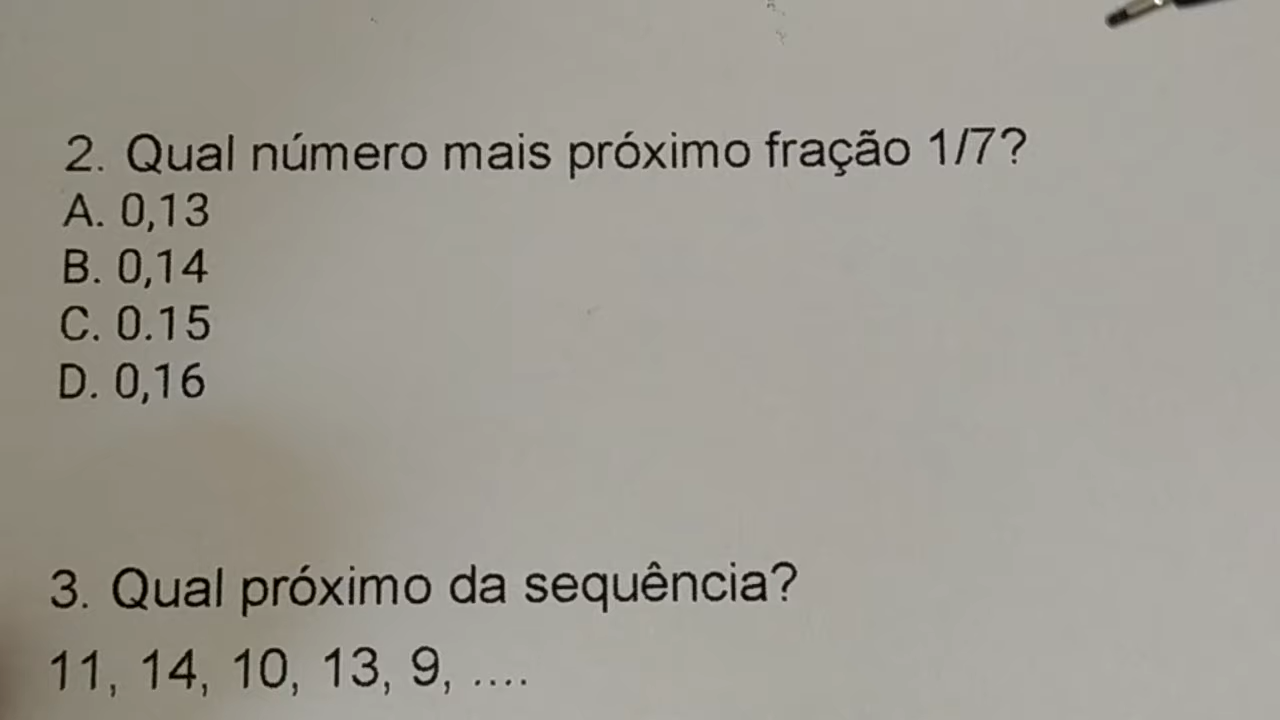 2. Qual número mais próximo fração 1/7?
A. 0,13
B. 0,14
C. 0.15
D. 0,16
3. Qual próximo da sequência?
11, 14, 10, 13, 9, ....